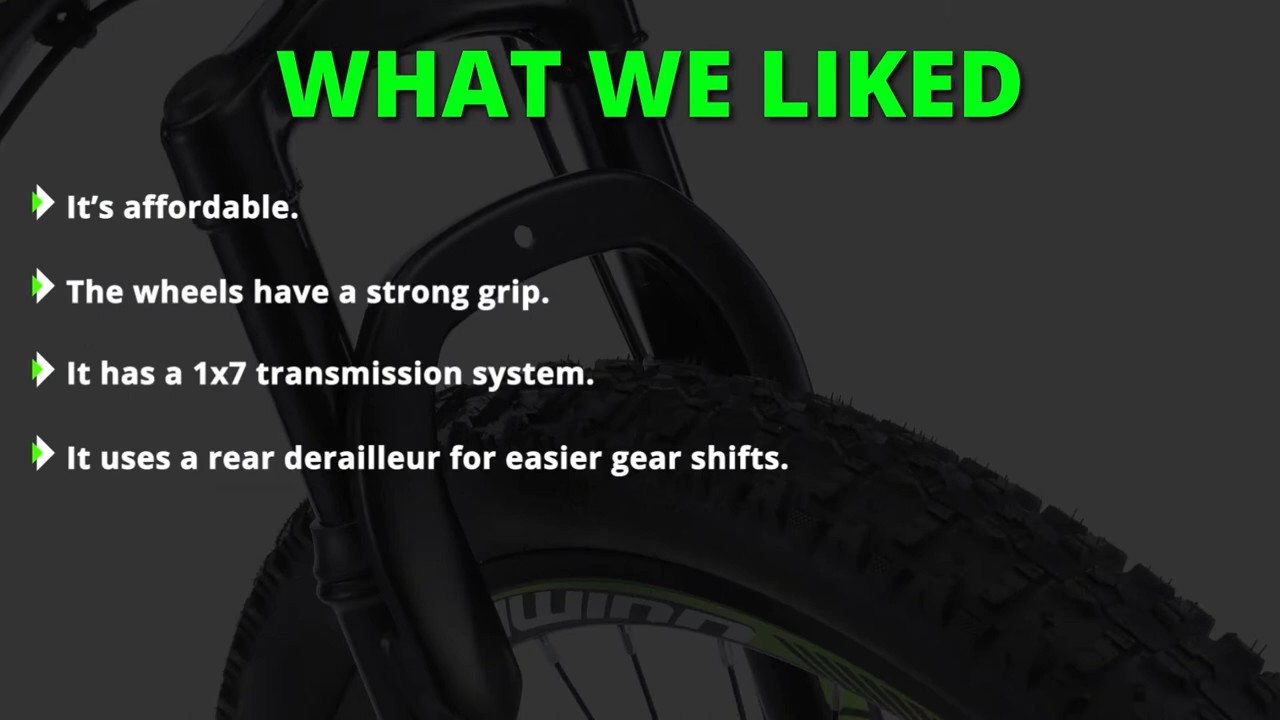 WHAT WE LIKED
It’s affordable.
The wheels have a strong grip.
It has a 1x7 transmission system.
It uses a rear derailleur for easier gear shifts.
winn